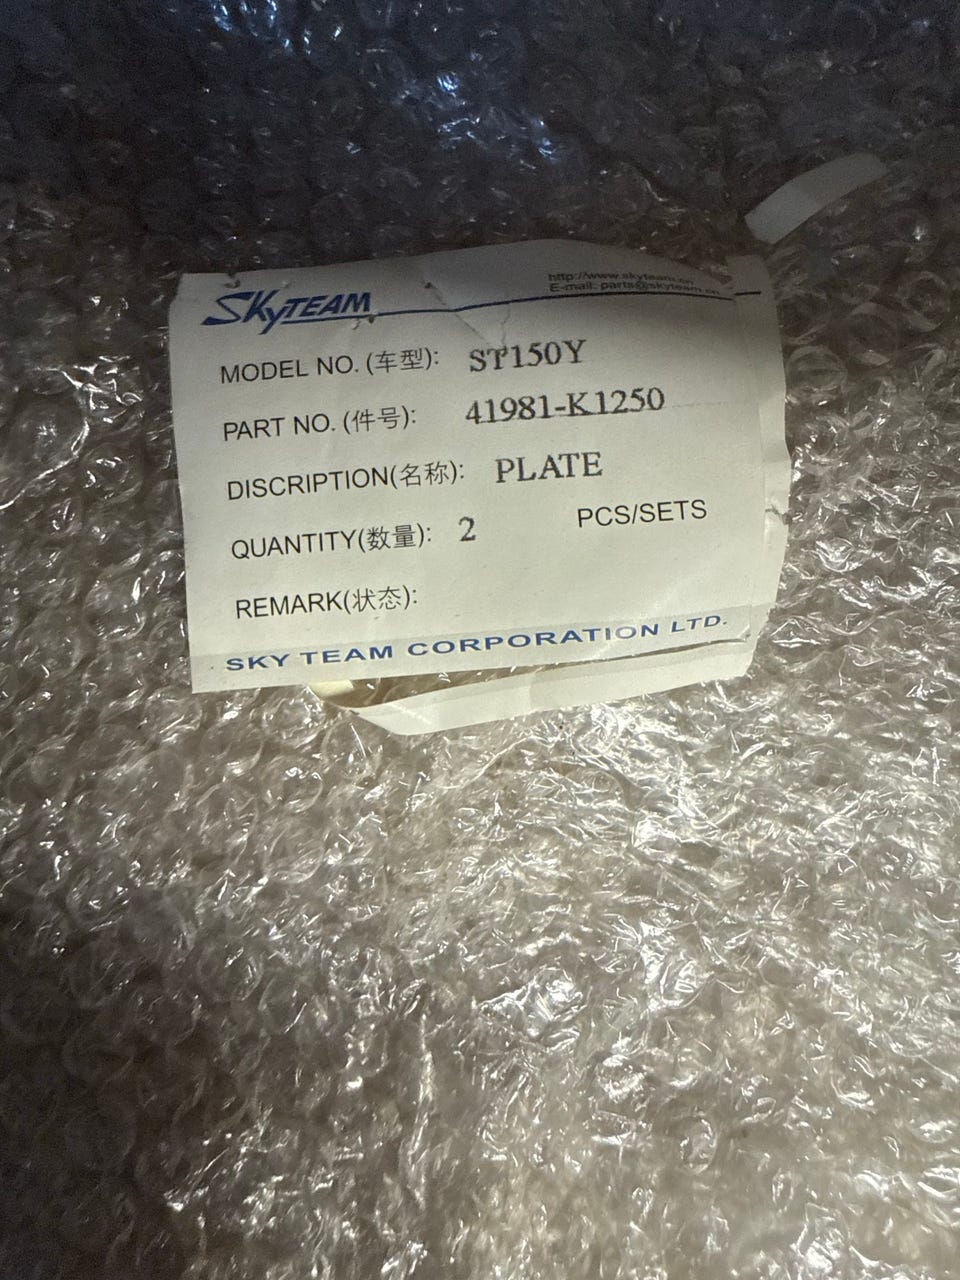 SKYTEAM
http://www.skyteam.cn
E-mail: parts@skyteam.cn
MODEL NO. (车型): ST150Y
PART NO. (件号): 41981-K1250
DISCRIPTION(名称): PLATE
QUANTITY(数量): 2 PCS/SETS
REMARK(状态):
SKY TEAM CORPORATION LTD.